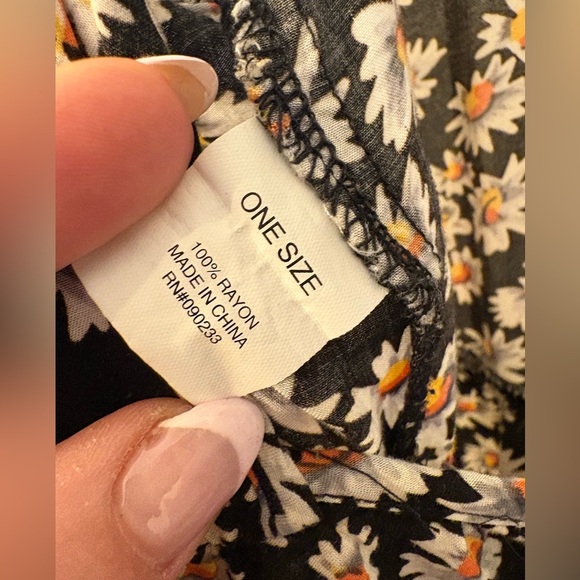 ONE SIZE
100% RAYON
MADE IN CHINA
RN#090233